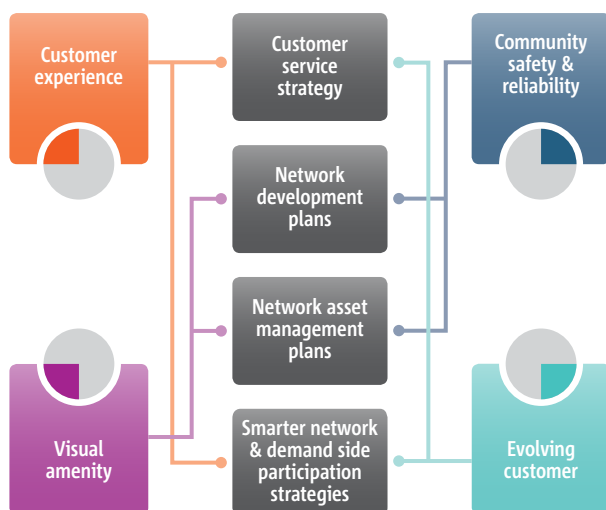 Customer
experience
Customer
service
strategy
Community
safety &
reliability
Network
development
plans
Network asset
management
plans
Visual
amenity
Smarter network
& demand side
participation
strategies
Evolving
customer